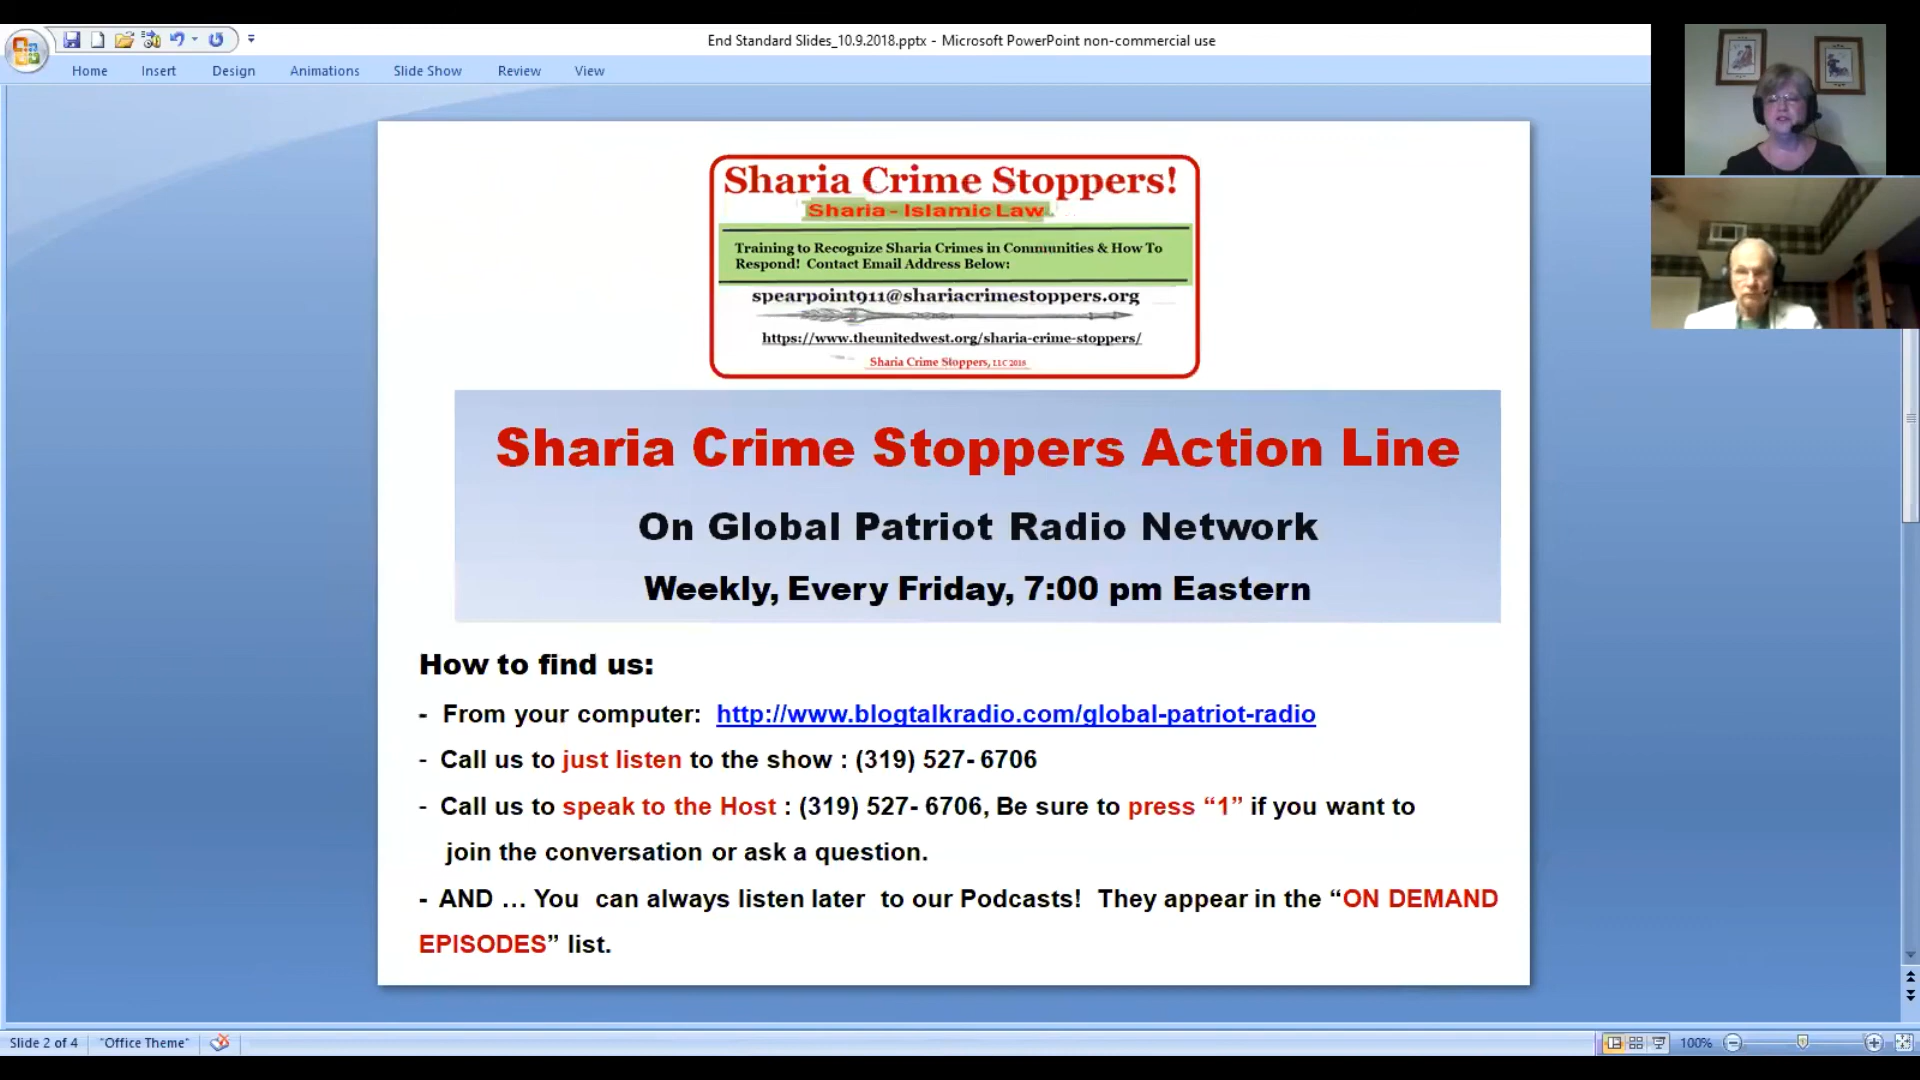 End Standard Slides_10.9.2018.pptx - Microsoft PowerPoint non-commercial use
Home Insert Design Animations Slide Show Review View
Sharia Crime Stoppers!
Sharia - Islamic Law
Training to Recognize Sharia Crimes in Communities & How To
Respond! Contact Email Address Below:
spearpoint911@shariacrimestoppers.org
https://www.theunitedwest.org/sharia-crime-stoppers/
Sharia Crime Stoppers, LLC 2018
Sharia Crime Stoppers Action Line
On Global Patriot Radio Network
Weekly, Every Friday, 7:00 pm Eastern
How to find us:
- From your computer: http://www.blogtalkradio.com/global-patriot-radio
- Call us to just listen to the show : (319) 527- 6706
- Call us to speak to the Host : (319) 527- 6706, Be sure to press “1” if you want to
join the conversation or ask a question.
- AND … You can always listen later to our Podcasts! They appear in the “ON DEMAND
EPISODES” list.
Slide 2 of 4 "Office Theme" 100%